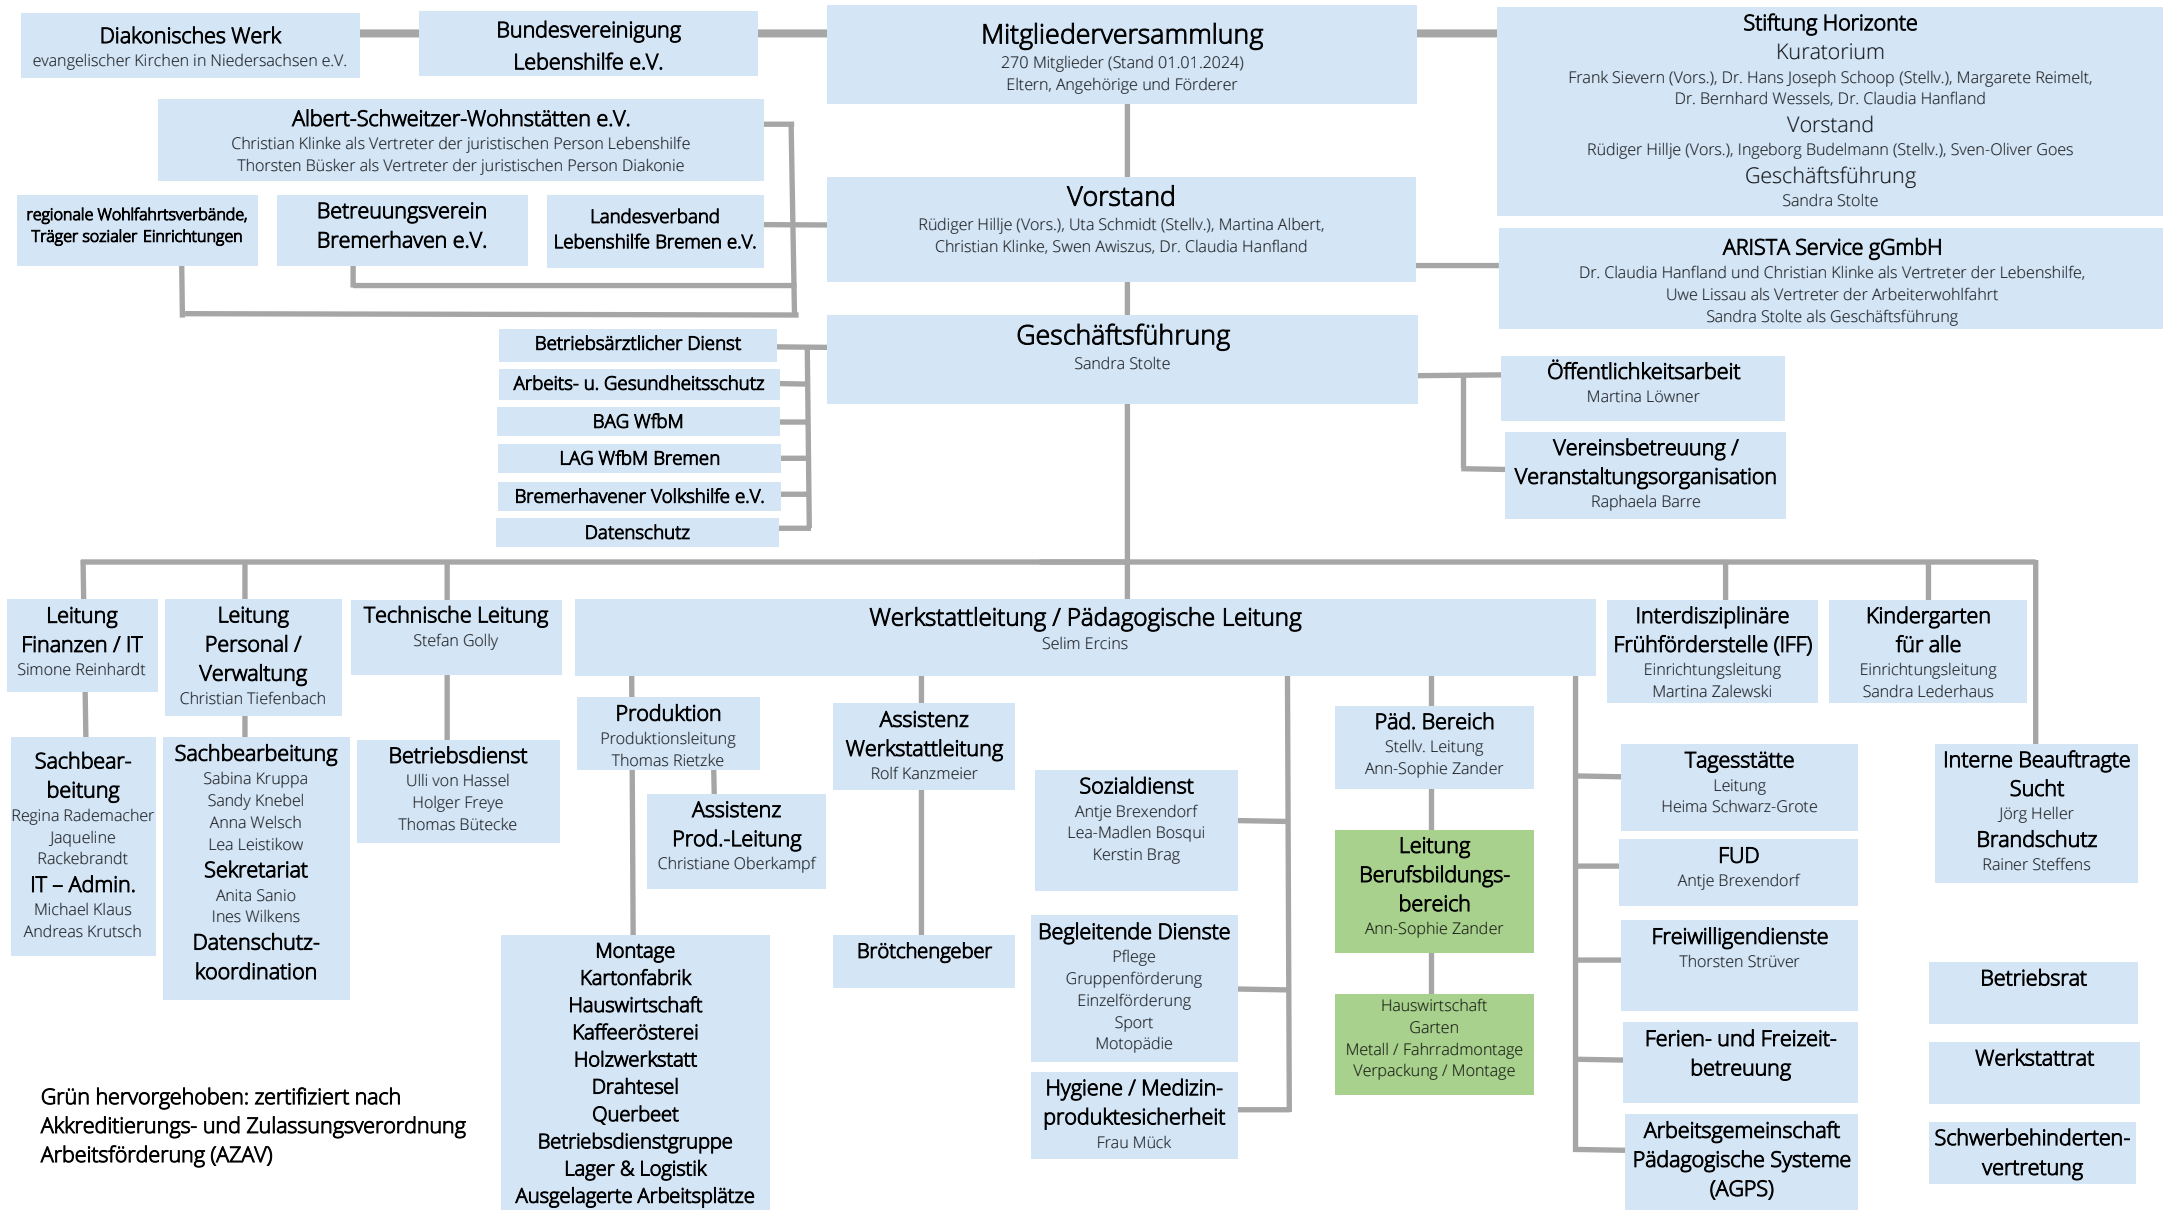 Diakonisches Werk
evangelischer Kirchen in Niedersachsen e.V.
Bundesvereinigung
Lebenshilfe e.V.
Mitgliederversammlung
270 Mitglieder (Stand 01.01.2024)
Eltern, Angehörige und Förderer
Stiftung Horizonte
Kuratorium
Frank Sievern (Vors.), Dr. Hans Joseph Schoop (Stellv.), Margarete Reimelt,
Dr. Bernhard Wessels, Dr. Claudia Hanfland
Vorstand
Rüdiger Hillje (Vors.), Ingeborg Budelmann (Stellv.), Sven-Oliver Goes
Geschäftsführung
Sandra Stolte
Albert-Schweitzer-Wohnstätten e.V.
Christian Klinke als Vertreter der juristischen Person Lebenshilfe
Thorsten Büsker als Vertreter der juristischen Person Diakonie
regionale Wohlfahrtsverbände,
Träger sozialer Einrichtungen
Betreuungsverein
Bremerhaven e.V.
Landesverband
Lebenshilfe Bremen e.V.
Vorstand
Rüdiger Hillje (Vors.), Uta Schmidt (Stellv.), Martina Albert,
Christian Klinke, Swen Awiszus, Dr. Claudia Hanfland
ARISTA Service gGmbH
Dr. Claudia Hanfland und Christian Klinke als Vertreter der Lebenshilfe,
Uwe Lissau als Vertreter der Arbeiterwohlfahrt
Sandra Stolte als Geschäftsführung
Geschäftsführung
Sandra Stolte
Betriebsärztlicher Dienst
Arbeits- u. Gesundheitsschutz
BAG WfbM
LAG WfbM Bremen
Bremerhavener Volkshilfe e.V.
Datenschutz
Öffentlichkeitsarbeit
Martina Löwner
Vereinsbetreuung /
Veranstaltungsorganisation
Raphaela Barre
Leitung
Finanzen / IT
Simone Reinhardt
Leitung
Personal /
Verwaltung
Christian Tiefenbach
Technische Leitung
Stefan Golly
Werkstattleitung / Pädagogische Leitung
Selim Ercins
Interdisziplinäre
Frühförderstelle (IFF)
Einrichtungsleitung
Martina Zalewski
Kindergarten
für alle
Einrichtungsleitung
Sandra Lederhaus
Sachbear-
beitung
Regina Rademacher
Jaqueline
Rackebrandt
IT – Admin.
Michael Klaus
Andreas Krutsch
Sachbearbeitung
Sabina Kruppa
Sandy Knebel
Anna Welsch
Lea Leistikow
Sekretariat
Anita Sanio
Ines Wilkens
Datenschutz-
koordination
Betriebsdienst
Ulli von Hassel
Holger Freye
Thomas Bütecke
Produktion
Produktionsleitung
Thomas Rietzke
Assistenz
Prod.-Leitung
Christiane Oberkampf
Montage
Kartonfabrik
Hauswirtschaft
Kaffeerösterei
Holzwerkstatt
Drahtesel
Querbeet
Betriebsdienstgruppe
Lager & Logistik
Ausgelagerte Arbeitsplätze
Assistenz
Werkstattleitung
Rolf Kanzmeier
Brötchengeber
Sozialdienst
Antje Brexendorf
Lea-Madlen Bosqui
Kerstin Brag
Begleitende Dienste
Pflege
Gruppenförderung
Einzelförderung
Sport
Motopädie
Hygiene / Medizin-
produktesicherheit
Frau Mück
Päd. Bereich
Stellv. Leitung
Ann-Sophie Zander
Leitung
Berufsbildungs-
bereich
Ann-Sophie Zander
Hauswirtschaft
Garten
Metall / Fahrradmontage
Verpackung / Montage
Tagesstätte
Leitung
Heima Schwarz-Grote
FUD
Antje Brexendorf
Freiwilligendienste
Thorsten Strüver
Ferien- und Freizeit-
betreuung
Arbeitsgemeinschaft
Pädagogische Systeme
(AGPS)
Interne Beauftragte
Sucht
Jörg Heller
Brandschutz
Rainer Steffens
Betriebsrat
Werkstattrat
Schwerbehinderten-
vertretung
Grün hervorgehoben: zertifiziert nach
Akkreditierungs- und Zulassungsverordnung
Arbeitsförderung (AZAV)